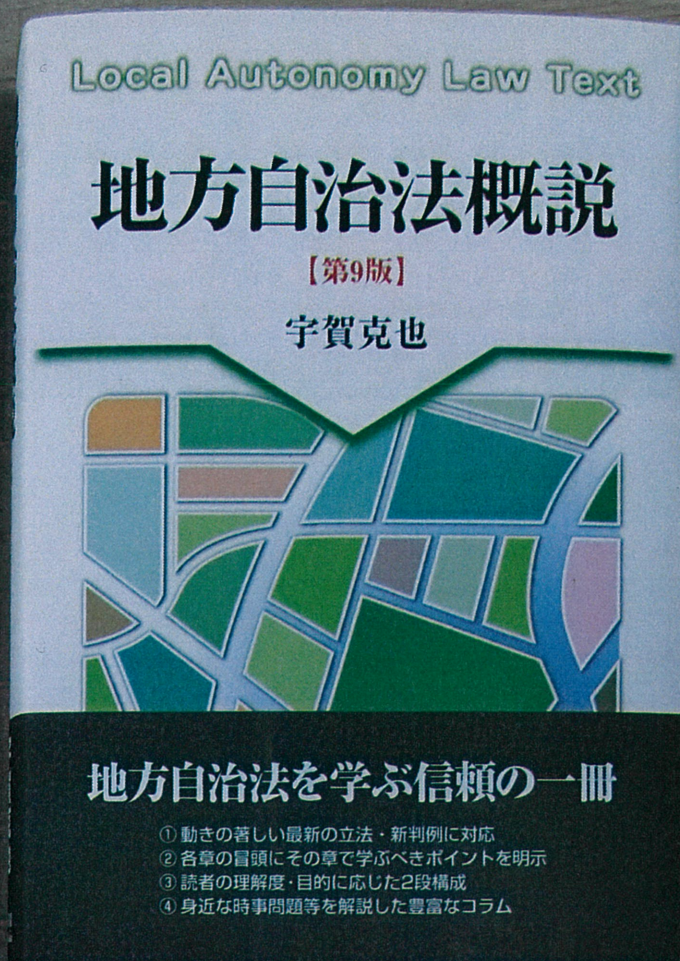 Local Autonomy Law Text
地方自治法概説
【第9版】
宇賀克也
地方自治法を学ぶ信頼の一冊
① 動きの著しい最新の立法・新判例に対応
② 各章の冒頭にその章で学ぶべきポイントを明示
③ 読者の理解度・目的に応じた2段構成
④ 身近な時事問題等を解説した豊富なコラム